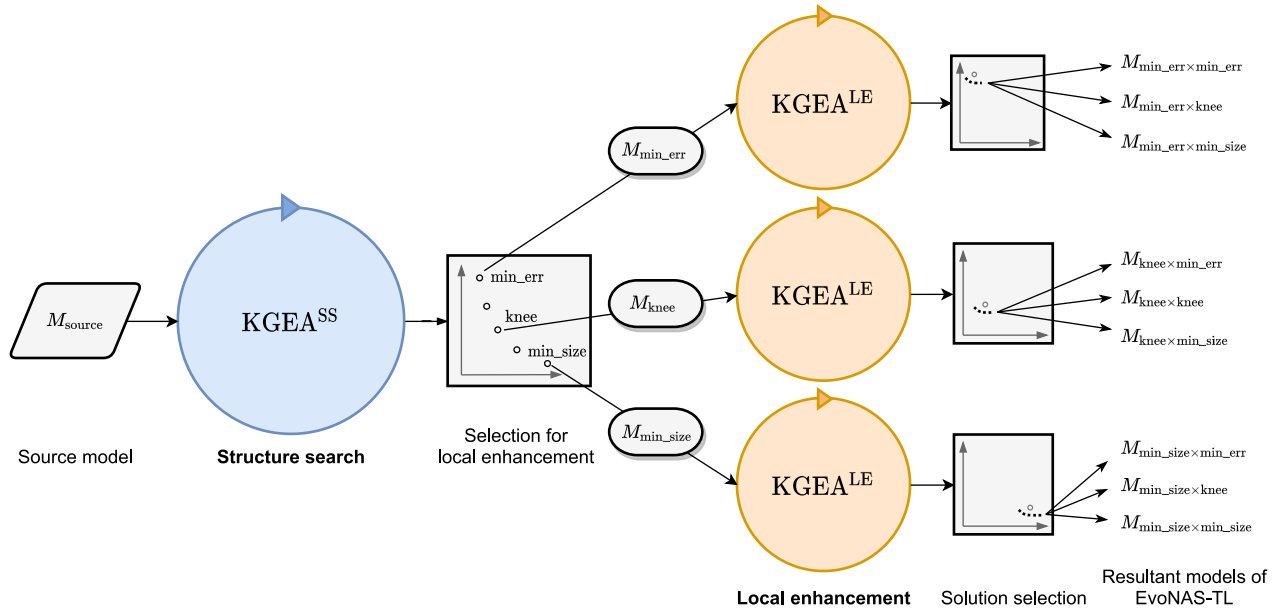 M_source
Source model
KGEA^SS
Structure search
min_err
knee
min_size
Selection for
local enhancement
M_min_err
M_knee
M_min_size
KGEA^LE
KGEA^LE
KGEA^LE
Local enhancement
Solution selection
M_min_err×min_err
M_min_err×knee
M_min_err×min_size
M_knee×min_err
M_knee×knee
M_knee×min_size
M_min_size×min_err
M_min_size×knee
M_min_size×min_size
Resultant models of
EvoNAS-TL